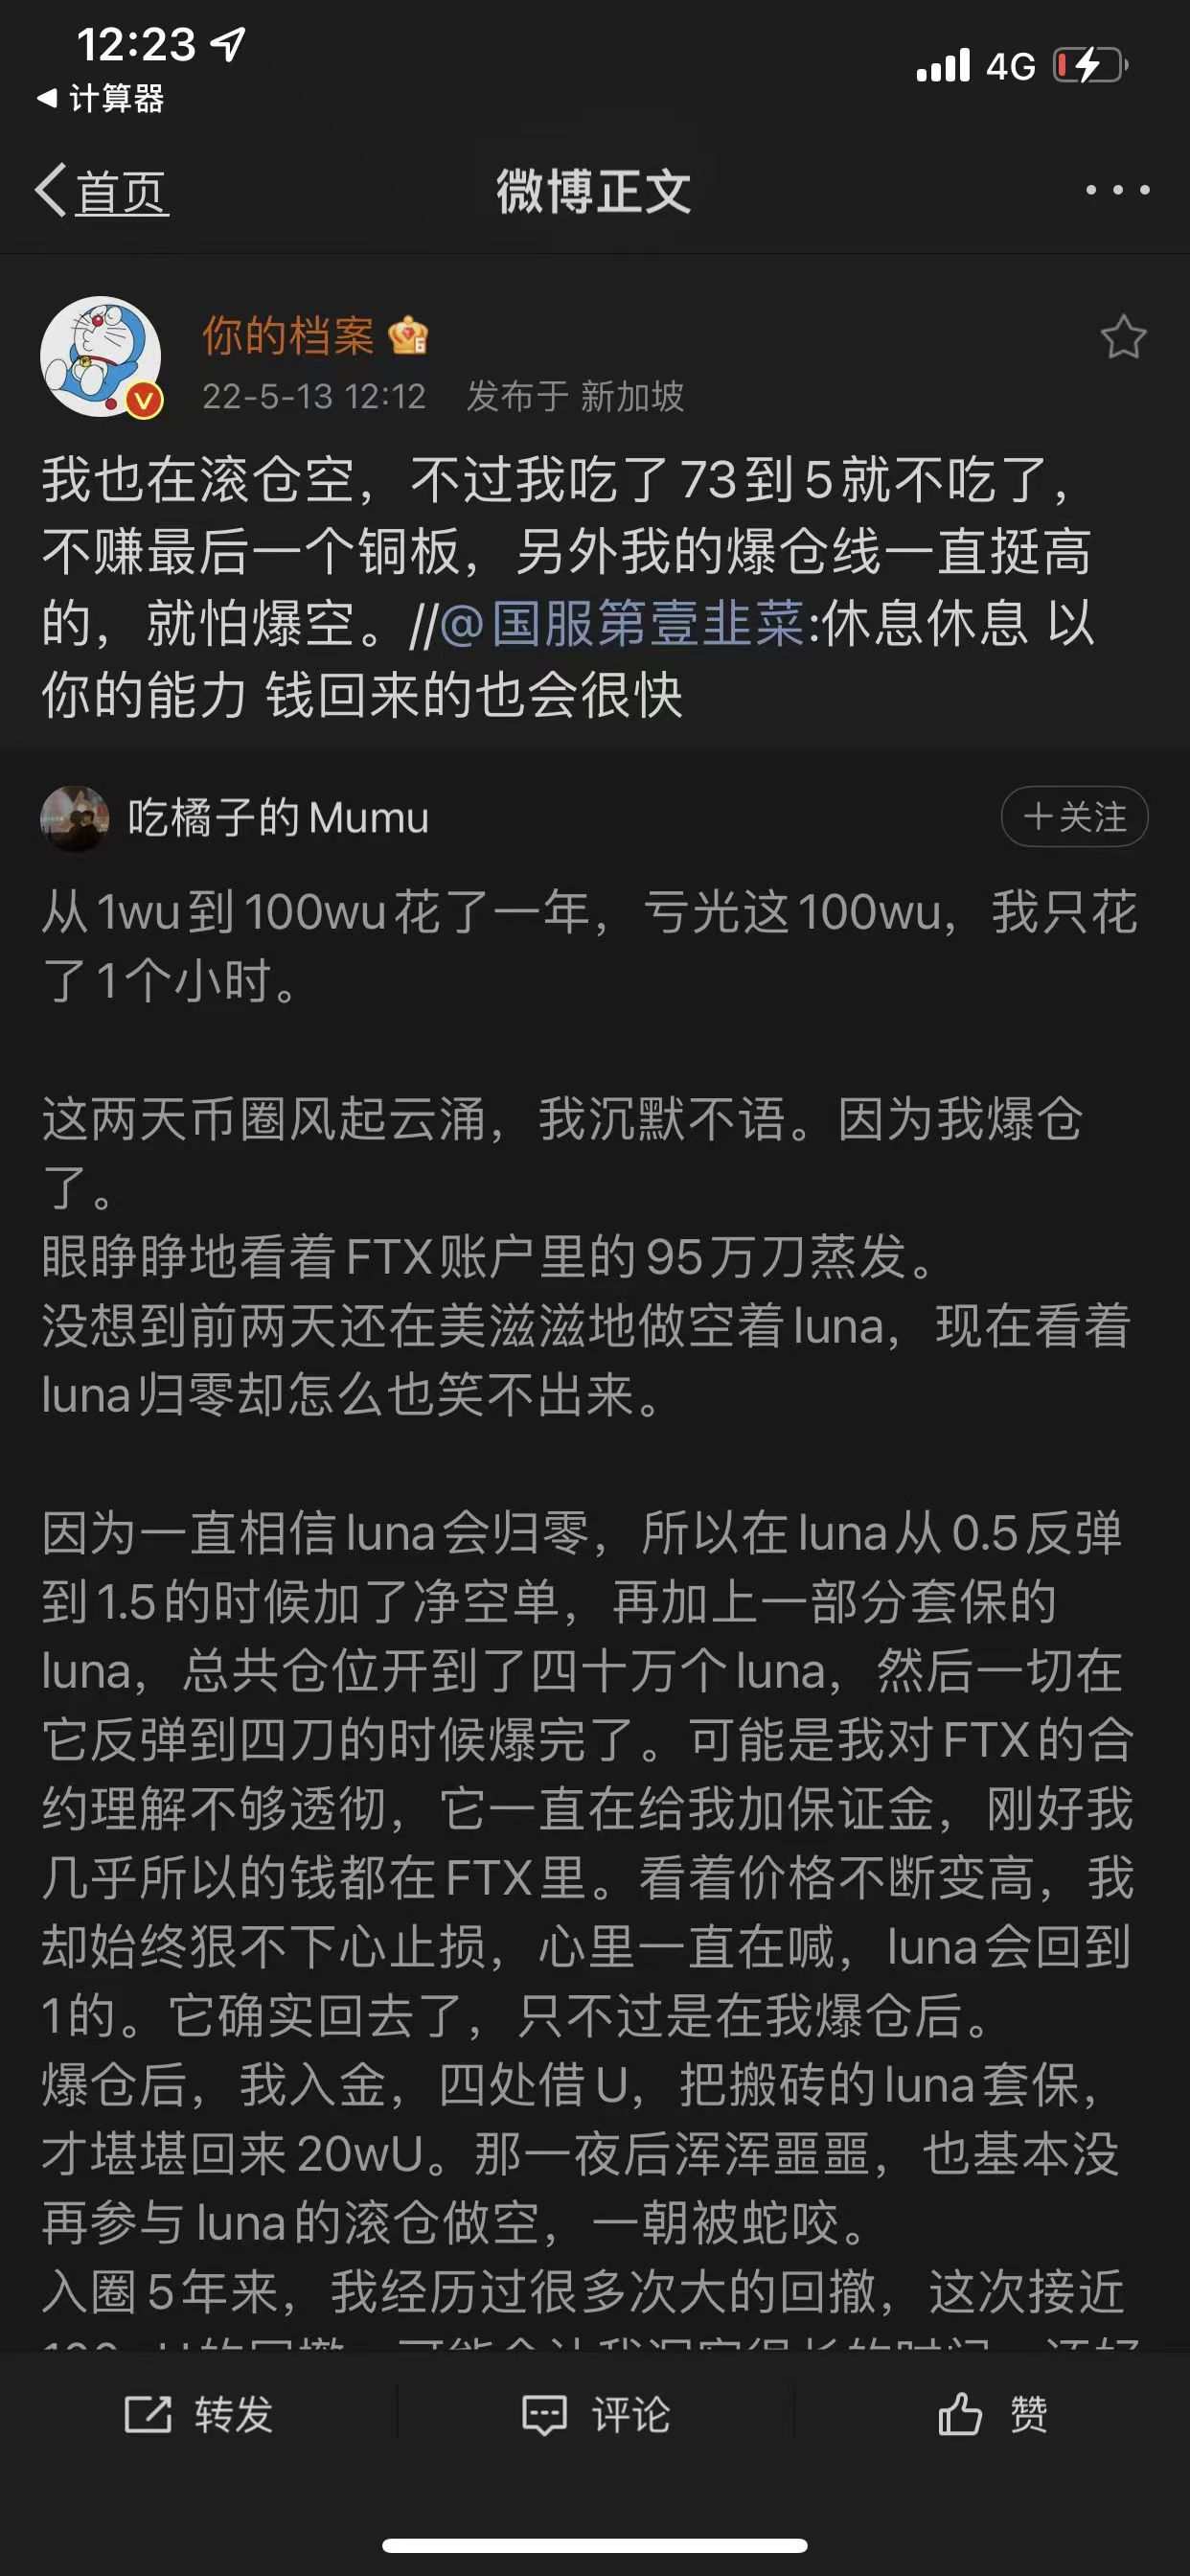 12:23
4G
◀ 计算器
首页
微博正文
你的档案
22-5-13 12:12 发布于 新加坡
我也在滚仓空，不过我吃了73到5就不吃了，
不赚最后一个铜板，另外我的爆仓线一直挺高
的，就怕爆空。//@国服第壹韭菜:休息休息 以
你的能力 钱回来的也会很快
吃橘子的Mumu
+关注
从1wu到100wu花了一年，亏光这100wu，我只花
了1个小时。
这两天币圈风起云涌，我沉默不语。因为我爆仓
了。
眼睁睁地看着FTX账户里的95万刀蒸发。
没想到前两天还在美滋滋地做空着luna，现在看着
luna归零却怎么也笑不出来。
因为一直相信luna会归零，所以在luna从0.5反弹
到1.5的时候加了净空单，再加上一部分套保的
luna，总共仓位开到了四十万个luna，然后一切在
它反弹到四刀的时候爆完了。可能是我对FTX的合
约理解不够透彻，它一直在给我加保证金，刚好我
几乎所以的钱都在FTX里。看着价格不断变高，我
却始终狠不下心止损，心里一直在喊，luna会回到
1的。它确实回去了，只不过是在我爆仓后。
爆仓后，我入金，四处借U，把搬砖的luna套保，
才堪堪回来20wU。那一夜后浑浑噩噩，也基本没
再参与luna的滚仓做空，一朝被蛇咬。
入圈5年来，我经历过很多次大的回撤，这次接近
转发
评论
赞